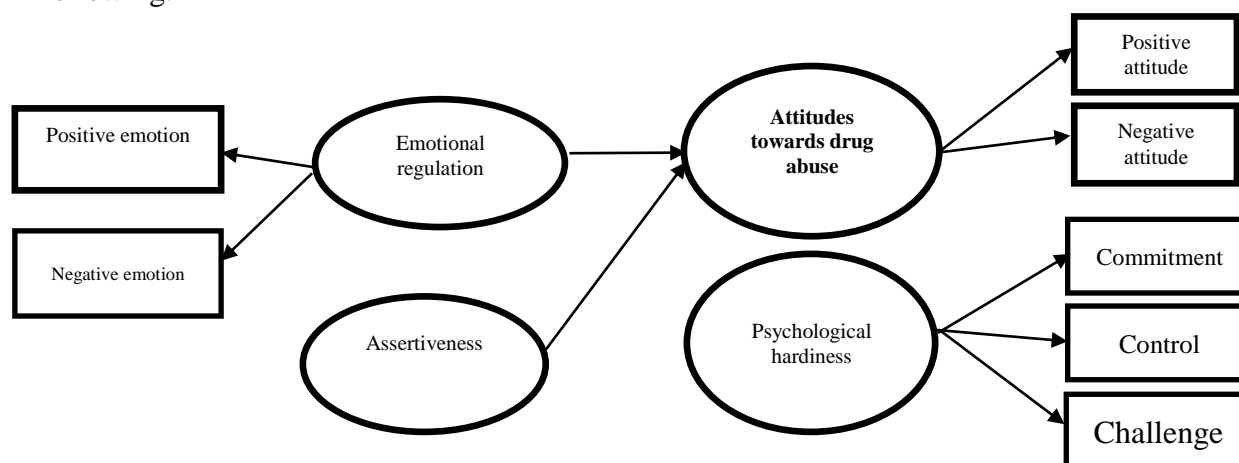 Positive emotion
Negative emotion
Emotional
regulation
Assertiveness
Attitudes
towards drug
abuse
Psychological
hardiness
Positive
attitude
Negative
attitude
Commitment
Control
Challenge